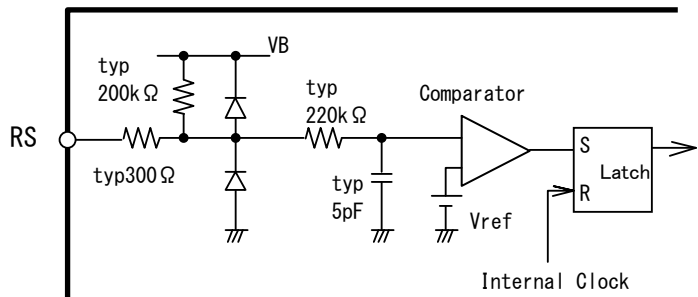 VB
typ
200kΩ
typ
220kΩ
Comparator
RS
typ300Ω
typ
5pF
Vref
S
R
Latch
Internal Clock